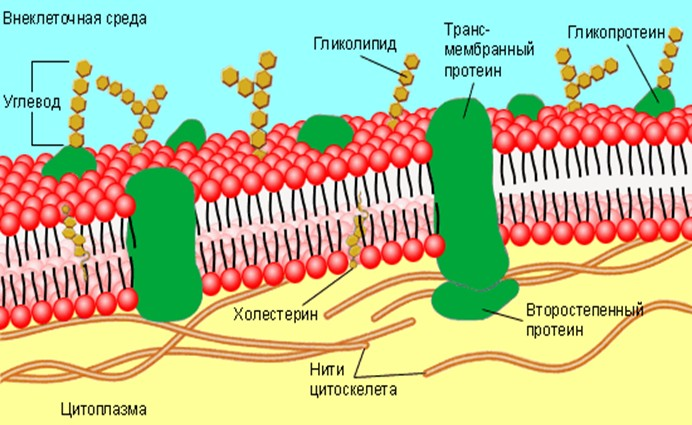 Внеклеточная среда
Гликолипид
Транс-
мембранный
протеин
Гликопротеин
Углевод
Холестерин
Второстепенный
протеин
Нити
цитоскелета
Цитоплазма